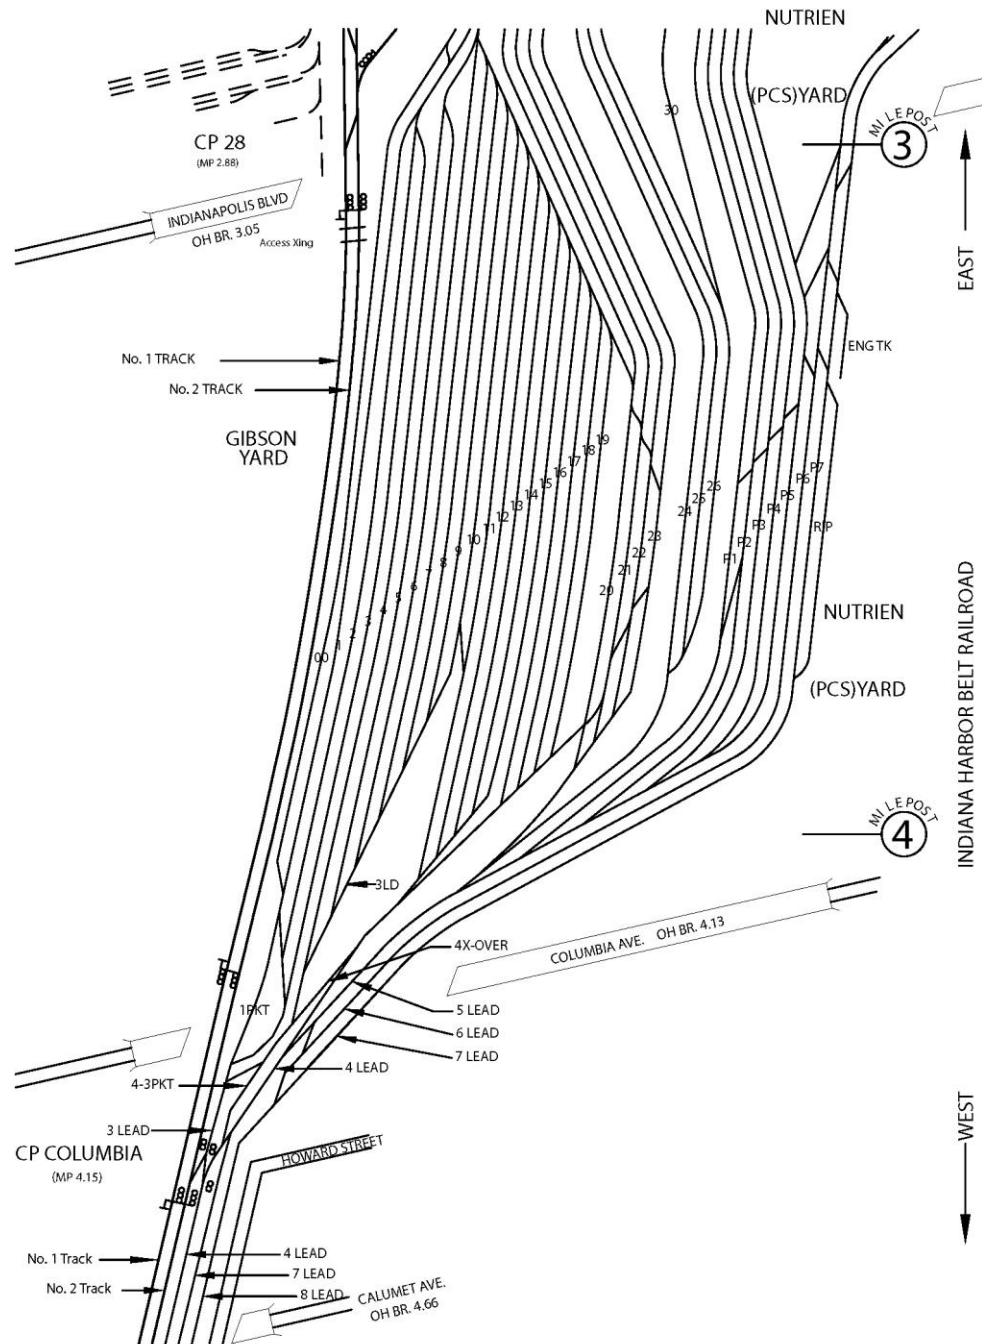 NUTRIEN
(PCS)YARD
MILEPOST
3
30
CP 28
(MP 2.88)
INDIANAPOLIS BLVD
OH BR. 3.05
Access Xing
EAST
No. 1 TRACK
No. 2 TRACK
ENG TK
GIBSON
YARD
00
1
2
3
4
5
6
7
8
9
10
11
12
13
14
15
16
17
18
19
20
21
22
23
24
25
26
P1
P2
P3
P4
P5
P6
P7
RIP
NUTRIEN
(PCS)YARD
INDIANA HARBOR BELT RAILROAD
MILEPOST
4
3LD
COLUMBIA AVE. OH BR. 4.13
4X-OVER
5 LEAD
6 LEAD
7 LEAD
4 LEAD
1PKT
4-3PKT
3 LEAD
CP COLUMBIA
(MP 4.15)
HOWARD STREET
WEST
No. 1 Track
No. 2 Track
4 LEAD
7 LEAD
8 LEAD
CALUMET AVE.
OH BR. 4.66